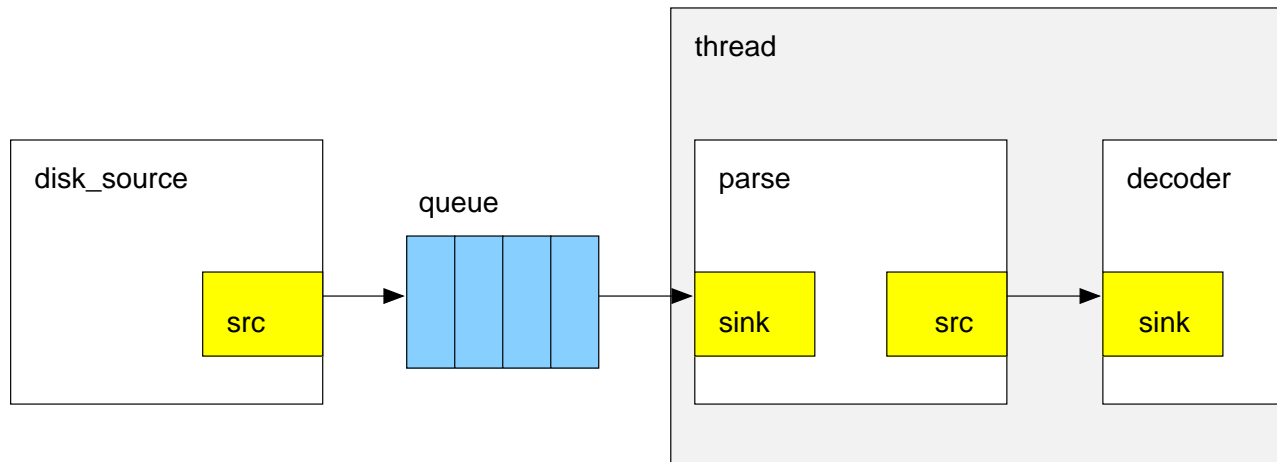 thread
disk_source
queue
parse
decoder
src
sink
src
sink